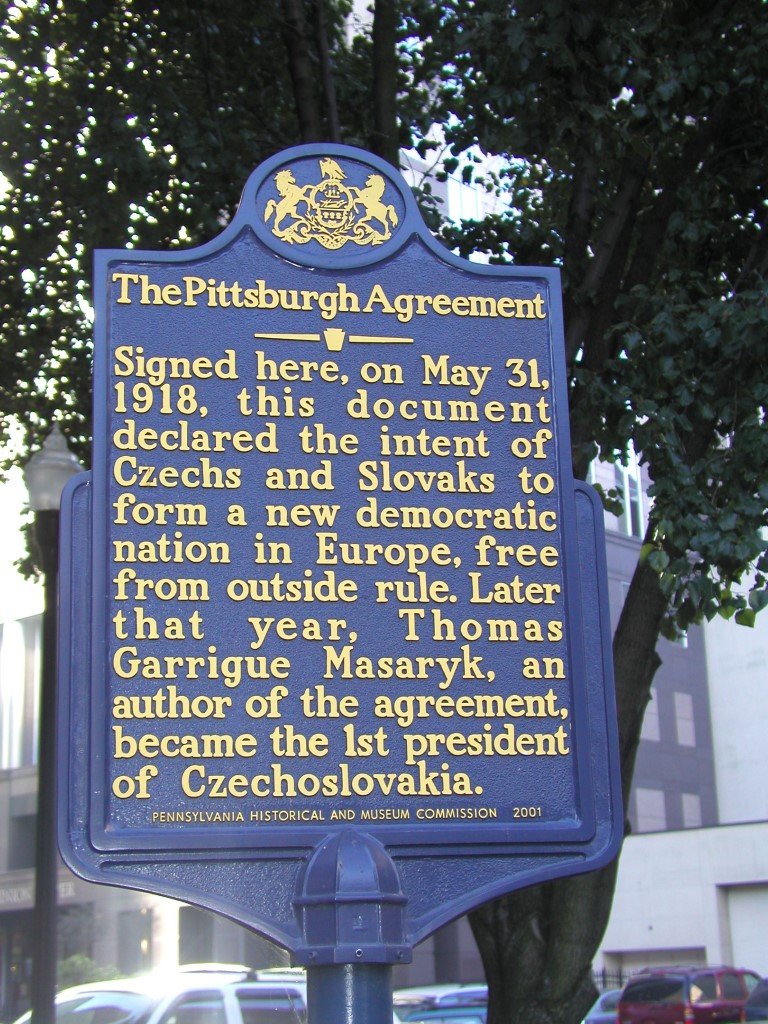 The Pittsburgh Agreement
Signed here, on May 31,
1918, this document
declared the intent of
Czechs and Slovaks to
form a new democratic
nation in Europe, free
from outside rule. Later
that year, Thomas
Garrigue Masaryk, an
author of the agreement,
became the 1st president
of Czechoslovakia.
PENNSYLVANIA HISTORICAL AND MUSEUM COMMISSION 2001